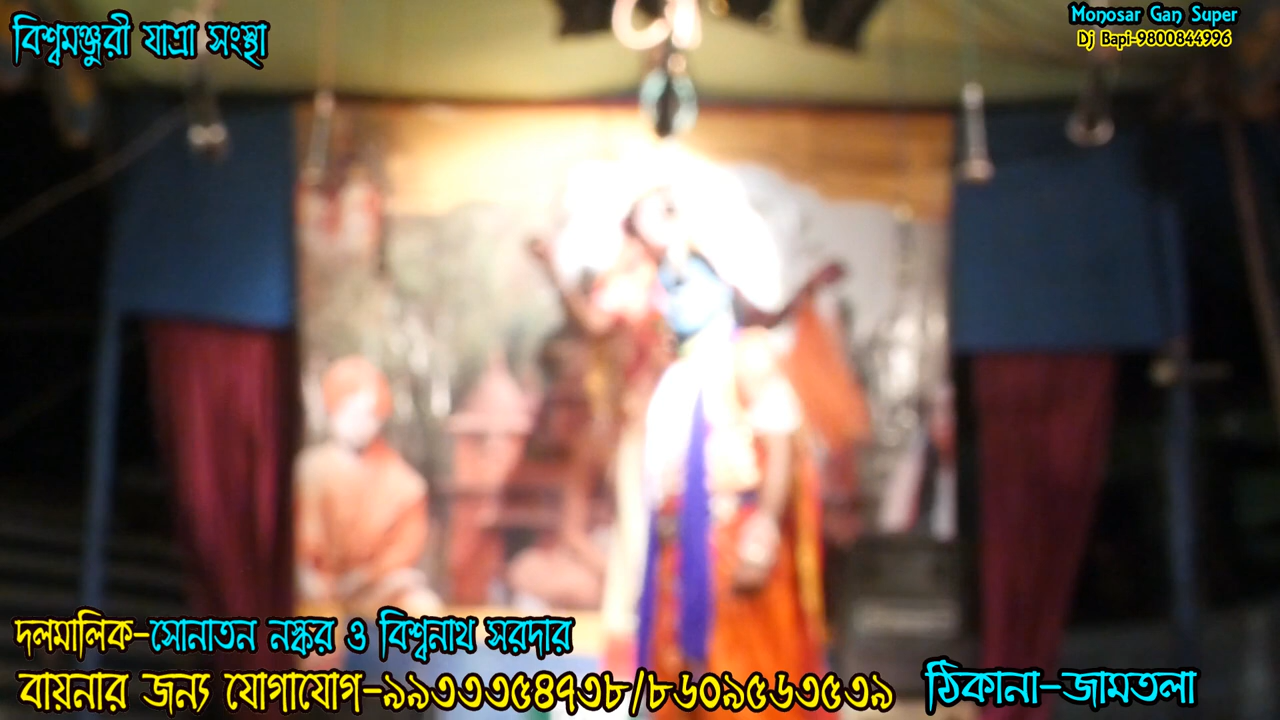 বিশ্বমঞ্জুরী যাত্রা সংস্থা
Monosar Gan Super
Dj Bapi-9800844996
দলমালিক-সোনাতন নস্কর ও বিশ্বনাথ সরদার
বায়নার জন্য যোগাযোগ-৯৯৩৩৩৫৪৭৩৮/৮৬০৯৫৬৩৫৩৯
ঠিকানা-জামতলা